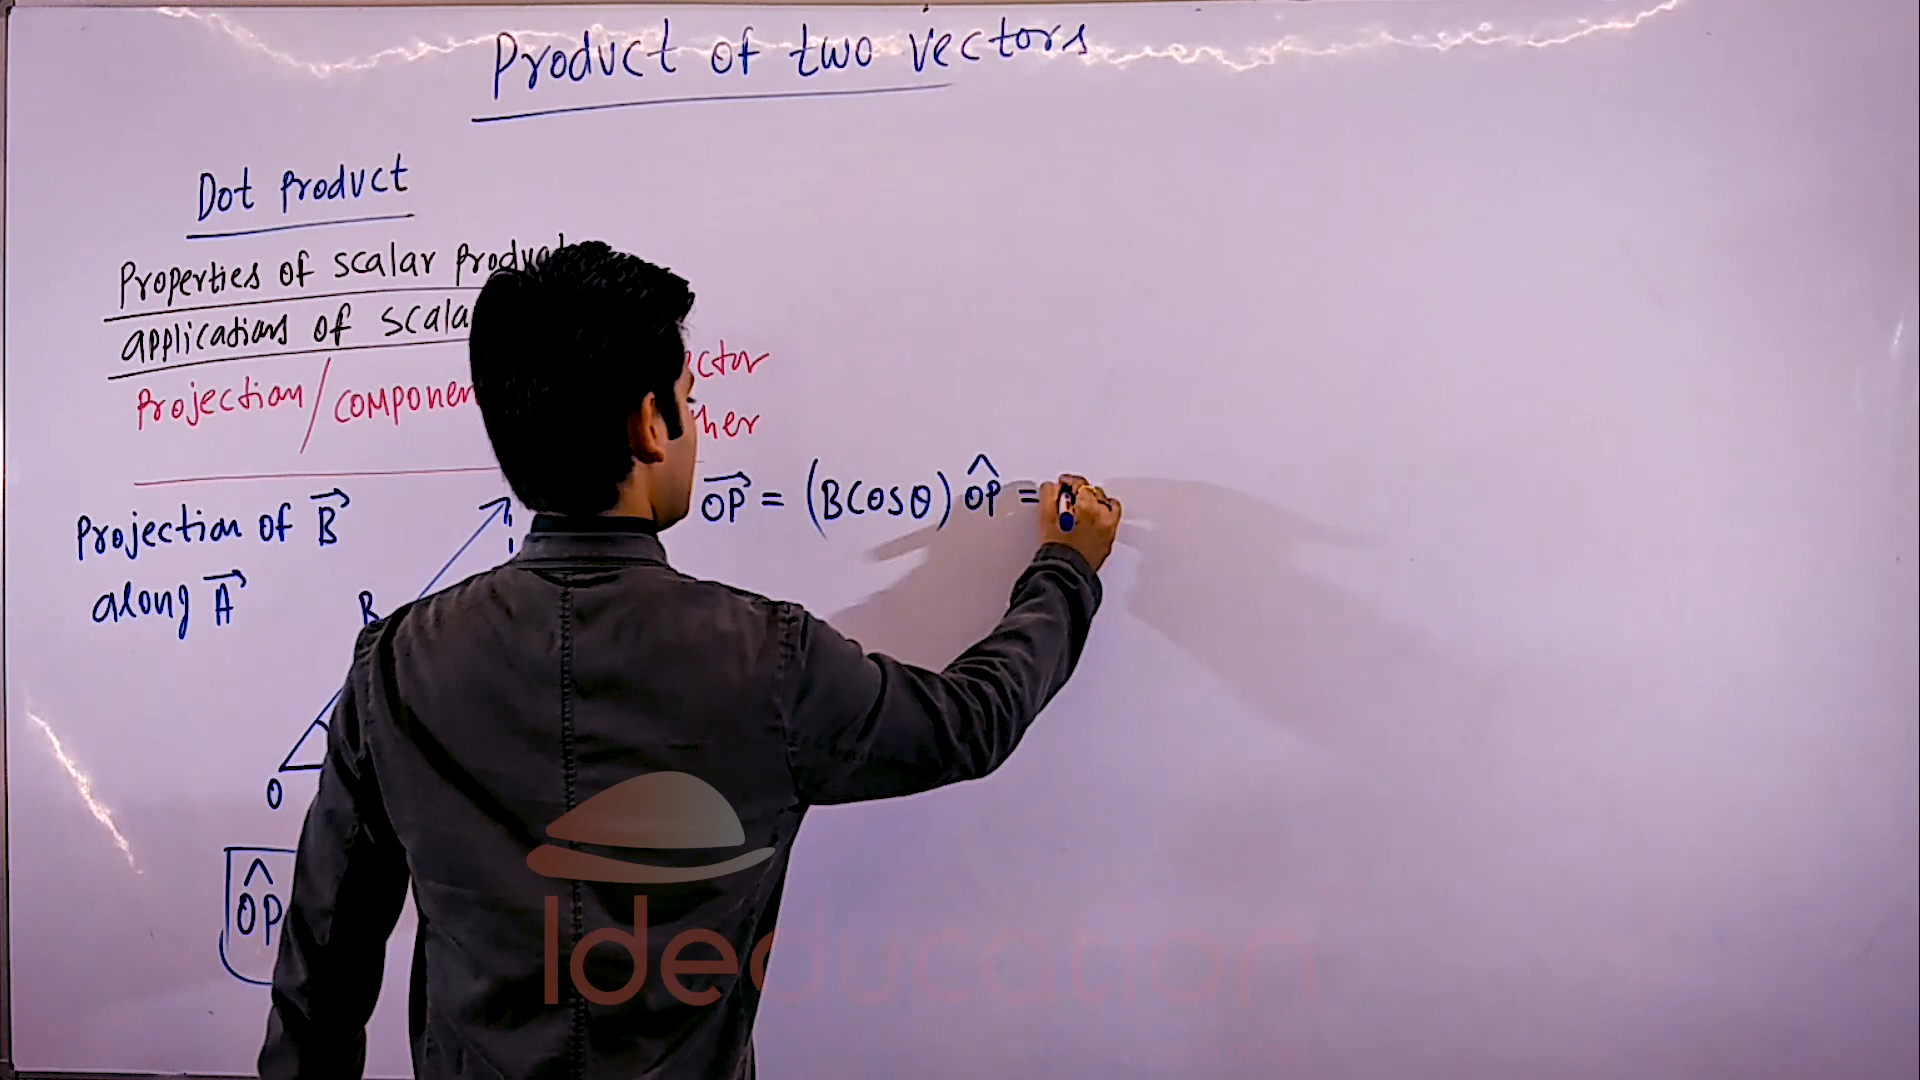 Product of two vectors
Dot Product
Properties of scalar Product
applications of scala
Projection/componen ector
her
Projection of B⃗
along A⃗
OP⃗ = (Bcosθ) OP̂ =
B
O
OP̂
Ideducation